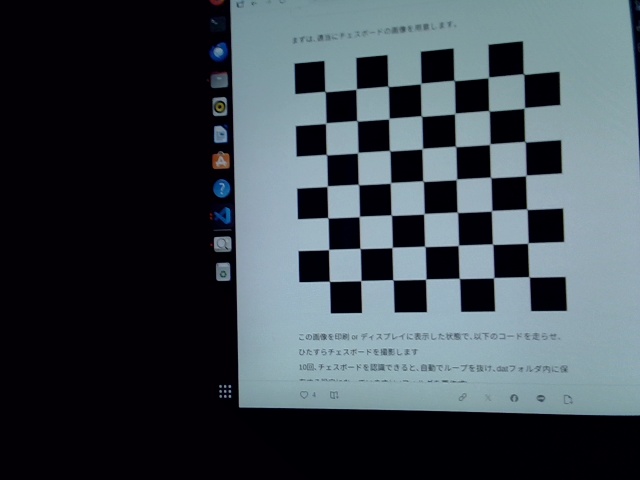 まずは、適当にチェスボードの画像を用意します。
この画像を印刷 or ディスプレイに表示した状態で、以下のコードを走らせ、
ひたすらチェスボードを撮影します
10回、チェスボードを認識できると、自動でループを抜け、datフォルダ内に保
4